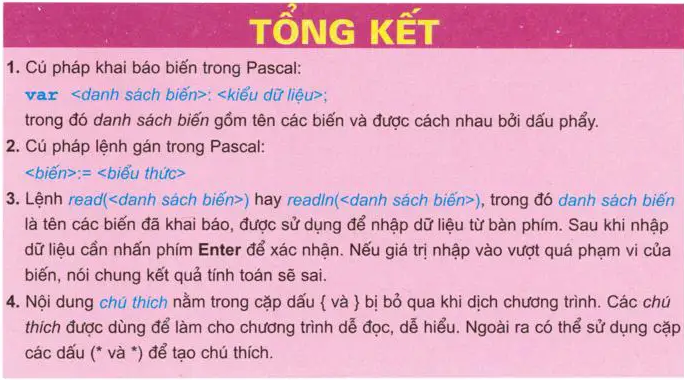 TỔNG KẾT
1. Cú pháp khai báo biến trong Pascal:
var <danh sách biến>: <kiểu dữ liệu>;
trong đó danh sách biến gồm tên các biến và được cách nhau bởi dấu phẩy.
2. Cú pháp lệnh gán trong Pascal:
<biến>:= <biểu thức>
3. Lệnh read(<danh sách biến>) hay readln(<danh sách biến>), trong đó danh sách biến
là tên các biến đã khai báo, được sử dụng để nhập dữ liệu từ bàn phím. Sau khi nhập
dữ liệu cần nhấn phím Enter để xác nhận. Nếu giá trị nhập vào vượt quá phạm vi của
biến, nói chung kết quả tính toán sẽ sai.
4. Nội dung chú thích nằm trong cặp dấu { và } bị bỏ qua khi dịch chương trình. Các chú
thích được dùng để làm cho chương trình dễ đọc, dễ hiểu. Ngoài ra có thể sử dụng cặp
các dấu (* và *) để tạo chú thích.